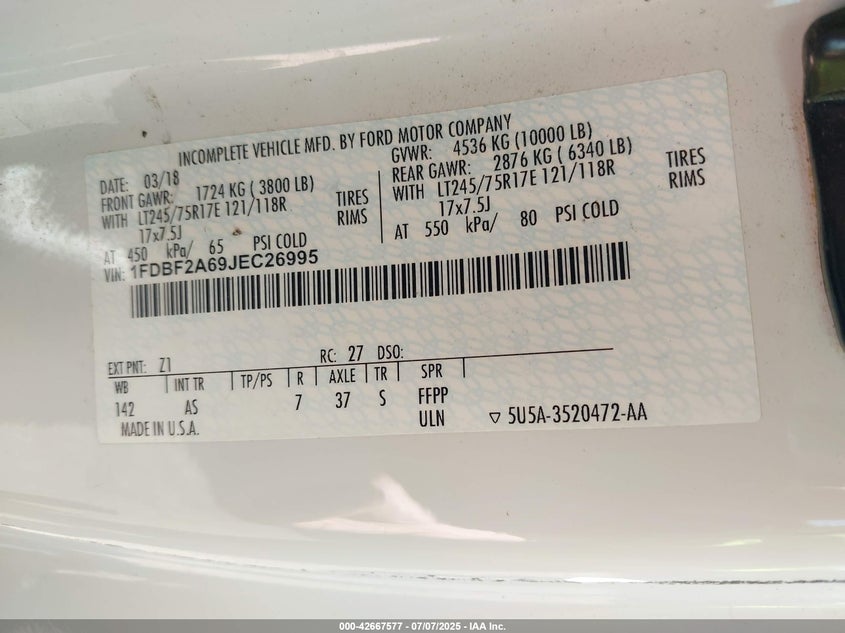 INCOMPLETE VEHICLE MFD. BY FORD MOTOR COMPANY
DATE: 03/18
GVWR: 4536 KG (10000 LB)
FRONT GAWR: 1724 KG (3800 LB)
REAR GAWR: 2876 KG (6340 LB)
WITH LT245/75R17E 121/118R TIRES
WITH LT245/75R17E 121/118R TIRES
17x7.5J RIMS
17x7.5J RIMS
AT 450 kPa/ 65 PSI COLD
AT 550 kPa/ 80 PSI COLD
VIN: 1FDBF2A69JEC26995
EXT PNT: Z1 RC: 27 DSO:
WB INT TR TP/PS R AXLE TR SPR
142 AS 7 37 S FFPP
MADE IN U.S.A. ULN ▽ 5U5A-3520472-AA
000-42667577 — 07/07/2025 — IAA Inc.